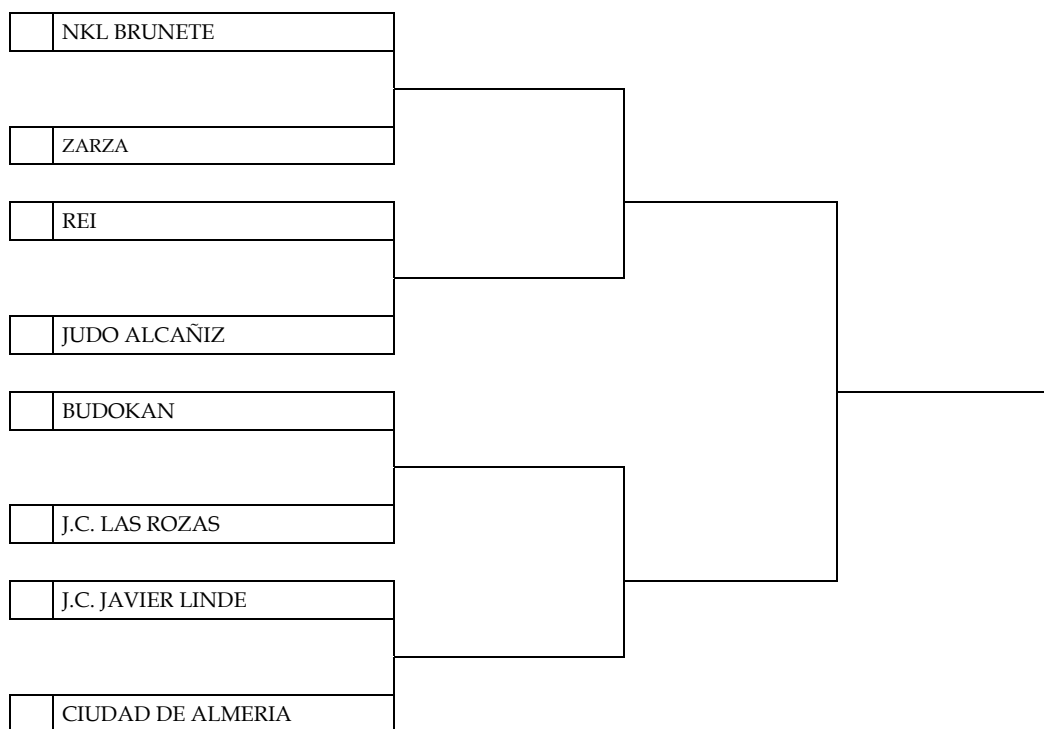 NKL BRUNETE
ZARZA
REI
JUDO ALCAÑIZ
BUDOKAN
J.C. LAS ROZAS
J.C. JAVIER LINDE
CIUDAD DE ALMERIA